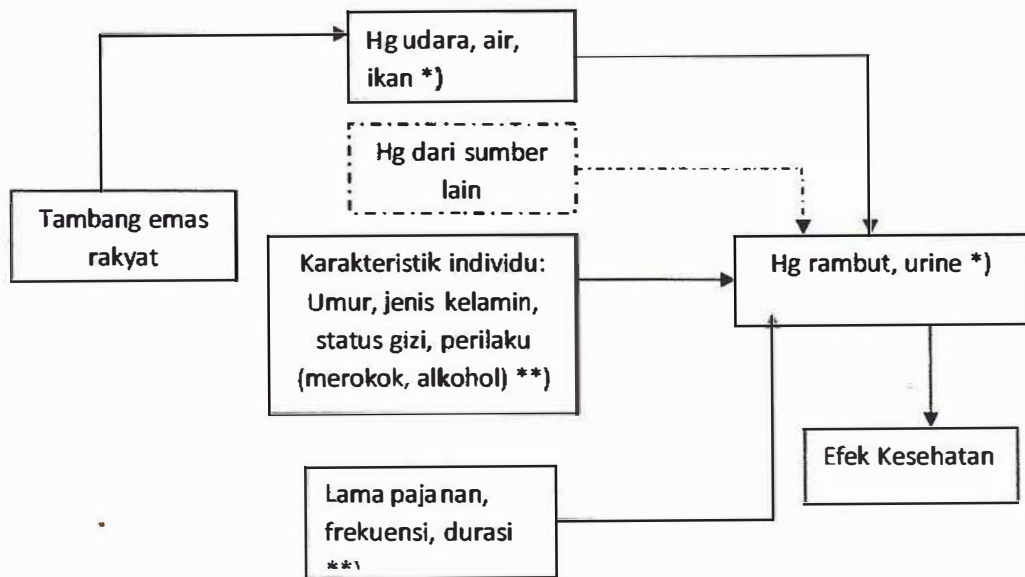 Hg udara, air,
ikan *)
Hg dari sumber
lain
Tambang emas
rakyat
Karakteristik individu:
Umur, jenis kelamin,
status gizi, perilaku
(merokok, alkohol) **)
Hg rambut, urine *)
Efek Kesehatan
Lama pajanan,
frekuensi, durasi
**)